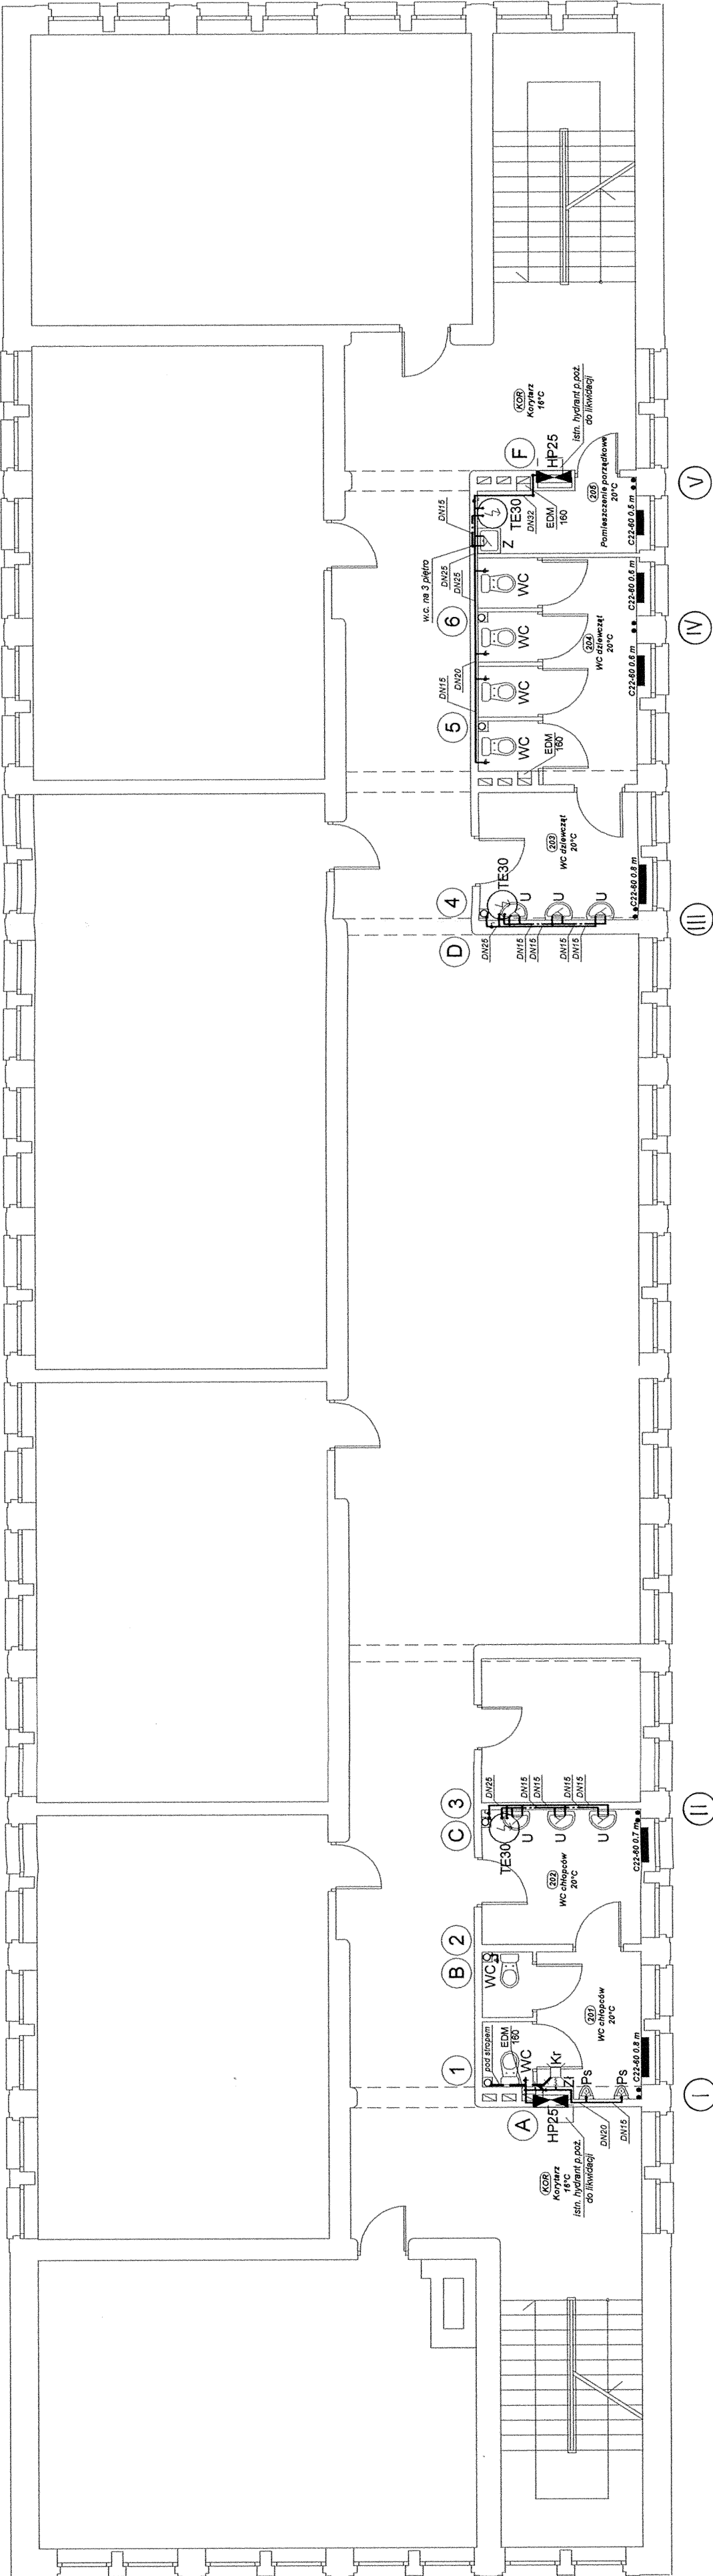 KOR
Korytarz
16°C
istn. hydrant p.poż.
do likwidacji
F
HP25
V
205
Pomieszczenie porządkowe
20°C
C22-60 0.5 m
DN15
TE30
DN32
EDM
160
Z
w.c. na 3 piętro
DN25
DN25
6
WC
WC
WC
WC
C22-60 0.6 m
IV
204
WC dziewcząt
20°C
C22-60 0.6 m
DN15
DN20
5
EDM
160
203
WC dziewcząt
20°C
C22-60 0.8 m
4
TE30
U
U
U
III
D
DN25
DN15
DN15
DN15
DN15
C
3
DN25
DN15
DN15
DN15
DN15
II
TE30
U
U
U
C22-60 0.7 m
202
WC chłopców
20°C
B
2
WC
201
WC chłopców
20°C
C22-60 0.8 m
1
pod stropem
EDM
160
WC
Kr
Zł
Ps
Ps
I
A
HP25
DN20
DN15
KOR
Korytarz
16°C
istn. hydrant p.poż.
do likwidacji